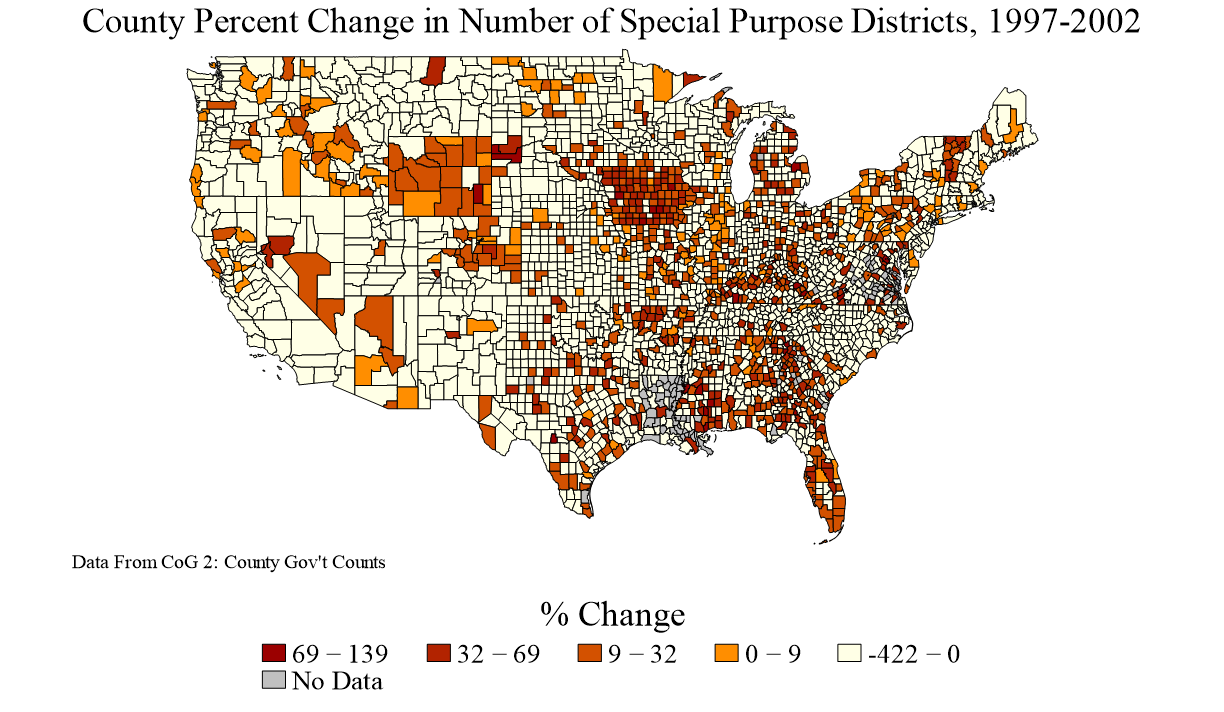 County Percent Change in Number of Special Purpose Districts, 1997-2002
Data From CoG 2: County Gov't Counts
% Change
69 − 139
32 − 69
9 − 32
0 − 9
-422 − 0
No Data